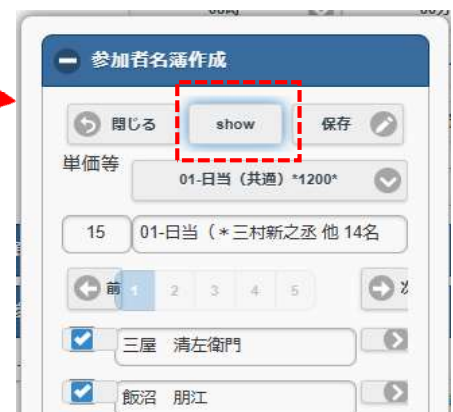 参加者名簿作成
閉じる show 保存
単価等
01-日当（共通）*1200*
15 01-日当（*三村新之丞 他 14名
前 1 2 3 4 5
三屋 清左衛門
飯沼 朋江